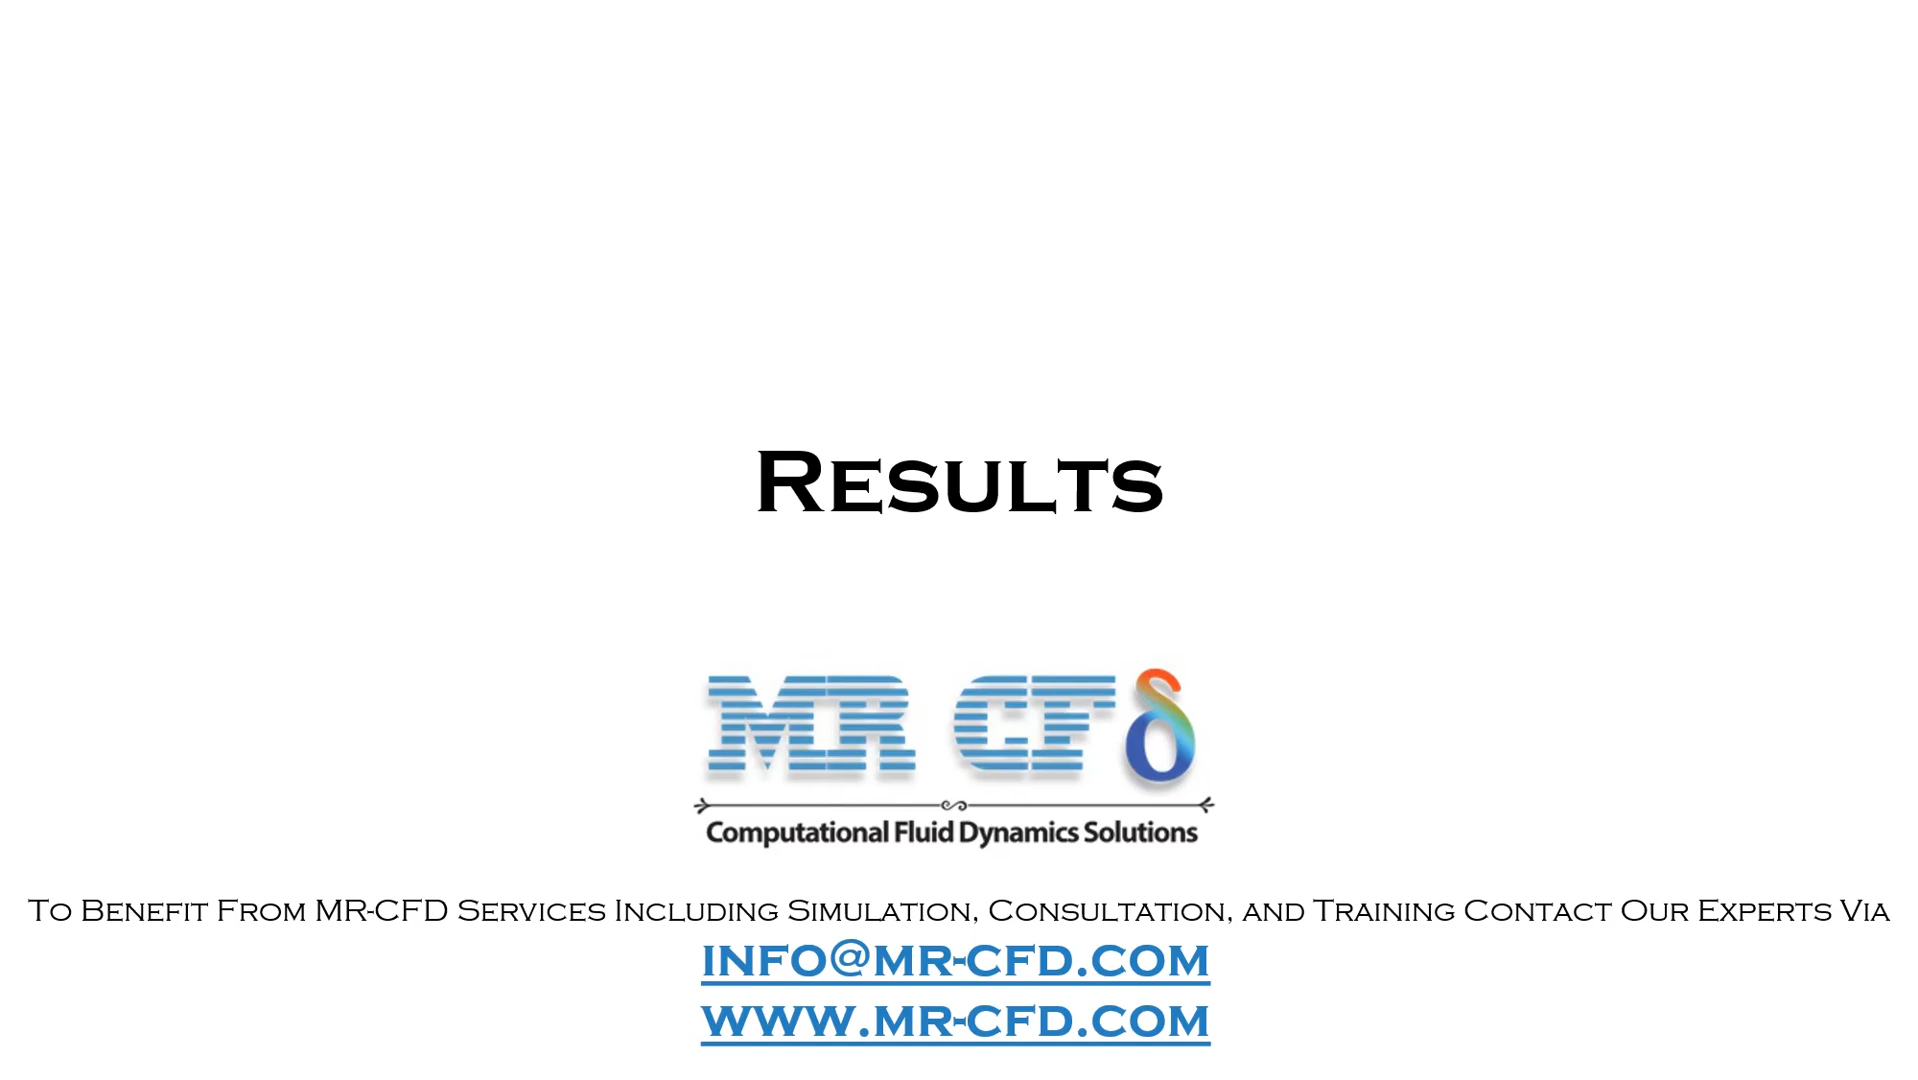 Results
MR CFδ
Computational Fluid Dynamics Solutions
To Benefit From MR-CFD Services Including Simulation, Consultation, and Training Contact Our Experts Via
INFO@MR-CFD.COM
WWW.MR-CFD.COM